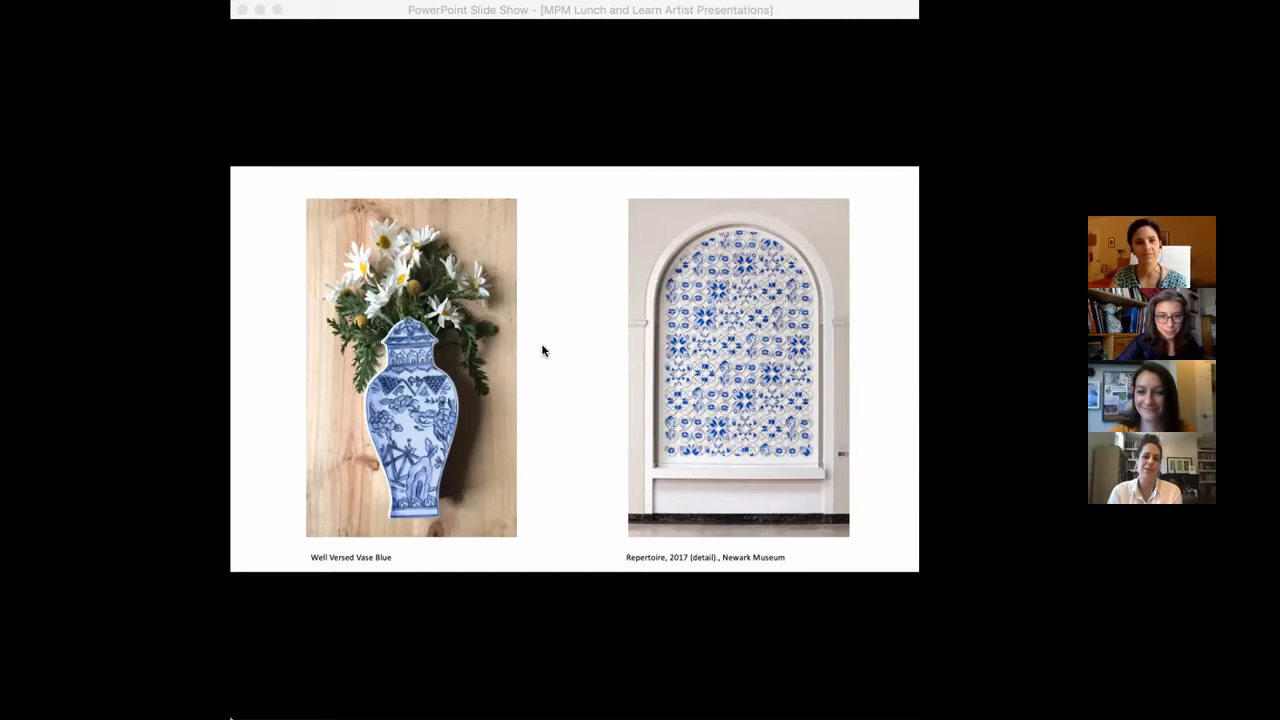 PowerPoint Slide Show - [MPM Lunch and Learn Artist Presentations]
Well Versed Vase Blue
Repertoire, 2017 (detail)., Newark Museum